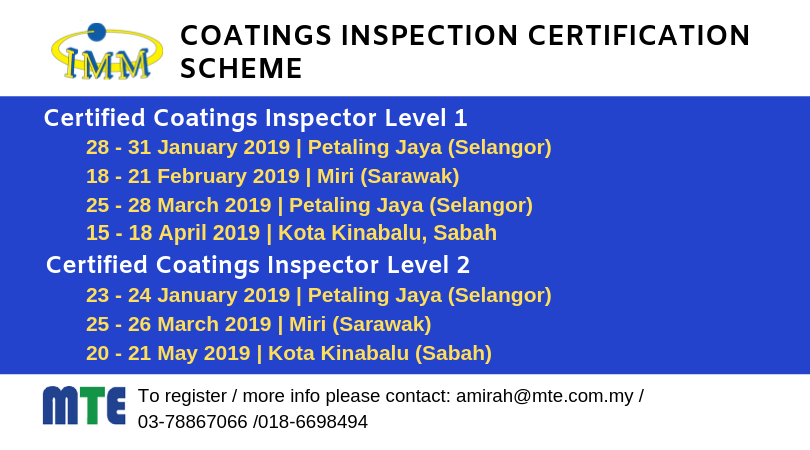 IMM
COATINGS INSPECTION CERTIFICATION
SCHEME
Certified Coatings Inspector Level 1
28 - 31 January 2019 | Petaling Jaya (Selangor)
18 - 21 February 2019 | Miri (Sarawak)
25 - 28 March 2019 | Petaling Jaya (Selangor)
15 - 18 April 2019 | Kota Kinabalu, Sabah
Certified Coatings Inspector Level 2
23 - 24 January 2019 | Petaling Jaya (Selangor)
25 - 26 March 2019 | Miri (Sarawak)
20 - 21 May 2019 | Kota Kinabalu (Sabah)
MTE
To register / more info please contact: amirah@mte.com.my /
03-78867066 /018-6698494